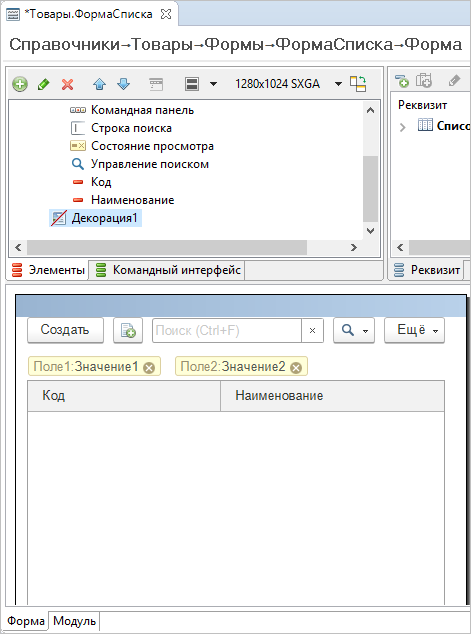 *Товары.ФормаСписка
Справочники→Товары→Формы→ФормаСписка→Форма
1280x1024 SXGA
Командная панель
Строка поиска
Состояние просмотра
Управление поиском
Код
Наименование
Декорация1
Реквизит
Списо
Элементы
Командный интерфейс
Реквизит
Создать
Поиск (Ctrl+F)
×
Ещё
Поле1:Значение1
Поле2:Значение2
Код
Наименование
Форма
Модуль